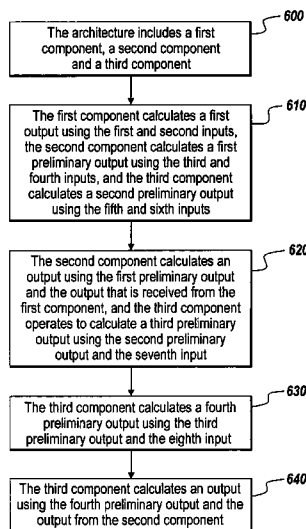 600
The architecture includes a first
component, a second component
and a third component
610
The first component calculates a first
output using the first and second inputs,
the second component calculates a
first preliminary output using the third and
fourth inputs, and the third component
calculates a second preliminary output
using the fifth and sixth inputs
620
The second component calculates an
output using the first preliminary output
and the output that is received from the
first component, and the third component
operates to calculate a third preliminary
output using the second preliminary
output and the seventh input
630
The third component calculates a fourth
preliminary output using the third
preliminary output and the eighth input
640
The third component calculates an output
using the fourth preliminary output and the
output from the second component